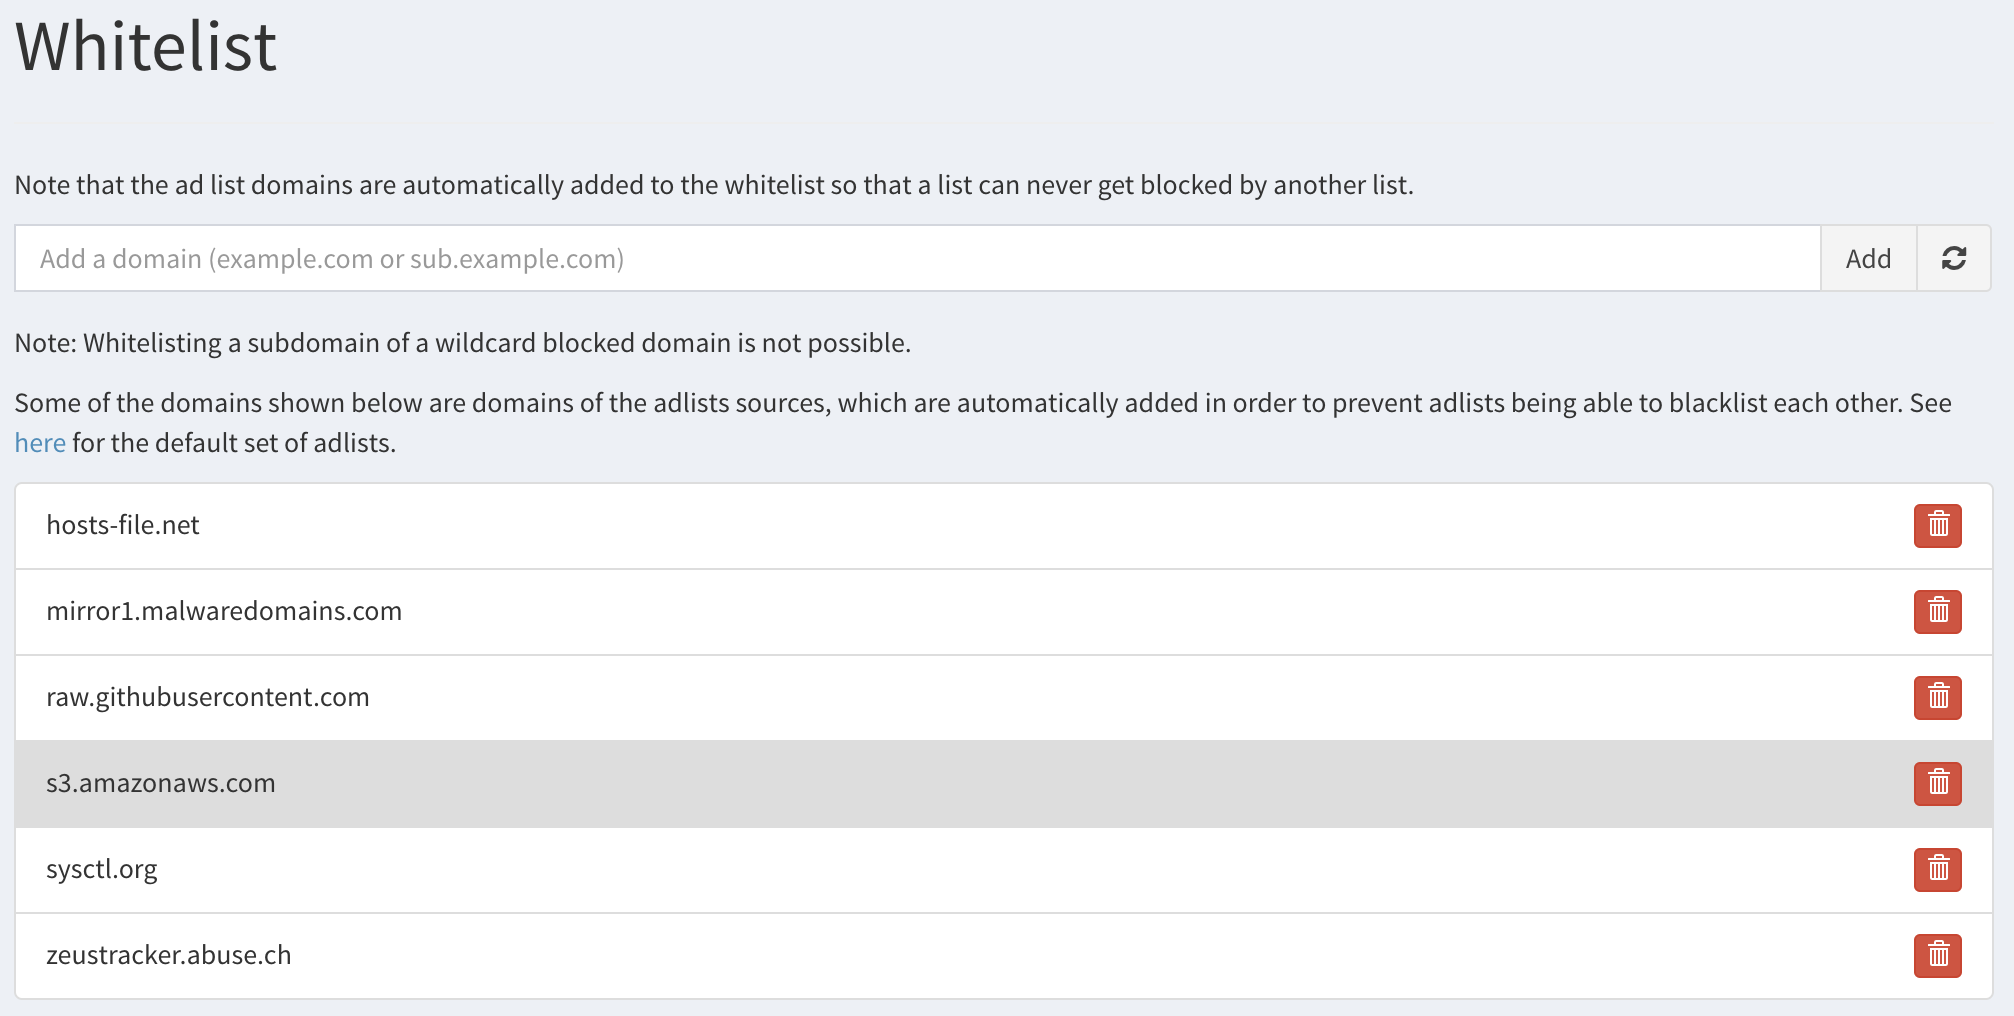 Whitelist
Note that the ad list domains are automatically added to the whitelist so that a list can never get blocked by another list.
Add a domain (example.com or sub.example.com)
Add
Note: Whitelisting a subdomain of a wildcard blocked domain is not possible.
Some of the domains shown below are domains of the adlists sources, which are automatically added in order to prevent adlists being able to blacklist each other. See
here for the default set of adlists.
hosts-file.net
mirror1.malwaredomains.com
raw.githubusercontent.com
s3.amazonaws.com
sysctl.org
zeustracker.abuse.ch